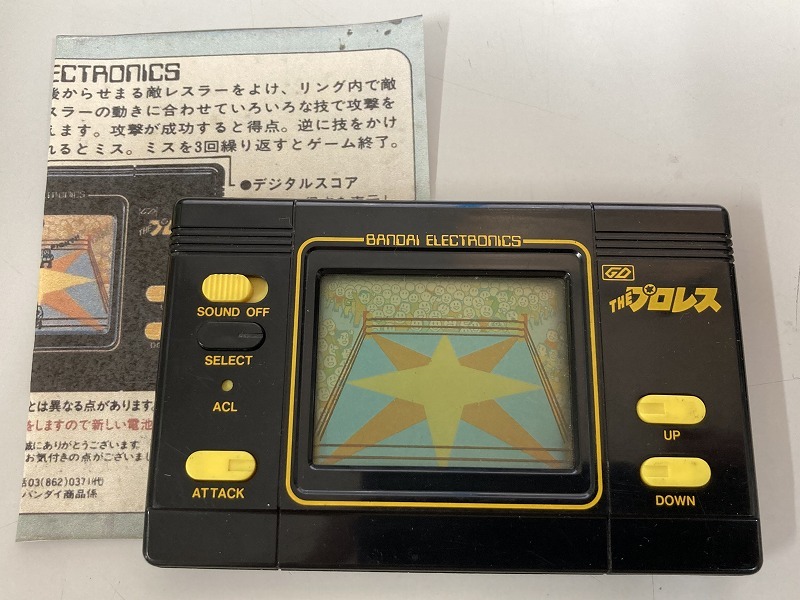 ECTRONICS
後からせまる敵レスラーをよけ、リング内で敵
スラーの動きに合わせていろいろな技で攻撃を
えます。攻撃が成功すると得点。逆に技をかけ
れるとミス。ミスを3回繰り返すとゲーム終了。
●デジタルスコア
とは異なる点があります。
をしますので新しい電池
誠にありがとうございます
お気付きの点がございまし
03(862)0371代
バンダイ商品係
BANDAI ELECTRONICS
SOUND OFF
SELECT
ACL
ATTACK
GD
THEプロレス
UP
DOWN